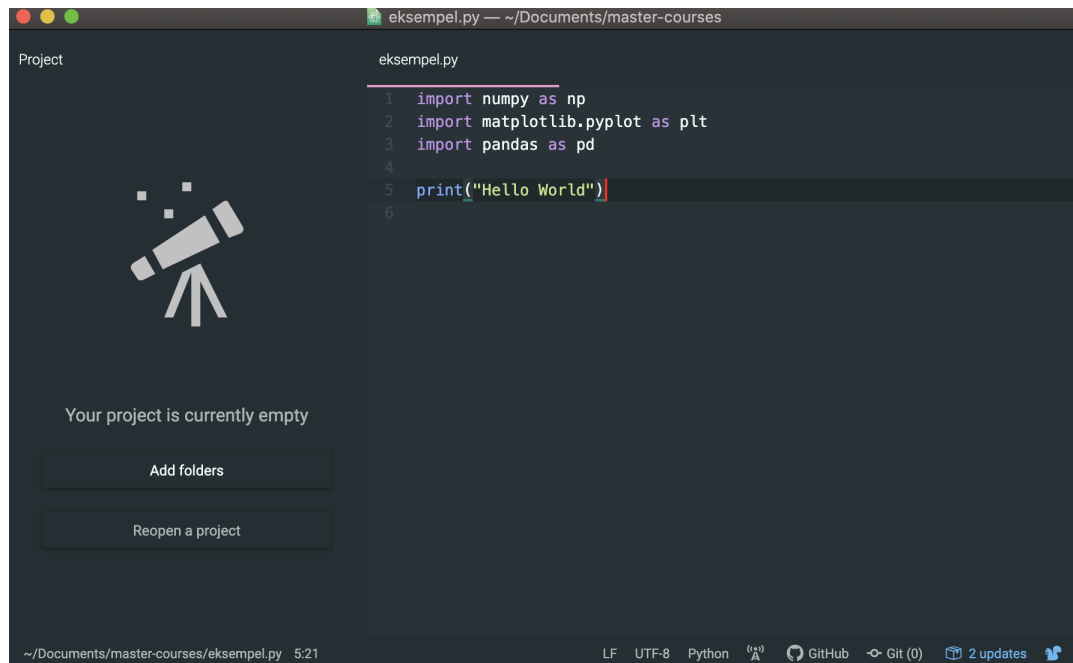 eksempel.py — ~/Documents/master-courses
Project
eksempel.py
1 import numpy as np
2 import matplotlib.pyplot as plt
3 import pandas as pd
4
5 print("Hello World")
6
Your project is currently empty
Add folders
Reopen a project
~/Documents/master-courses/eksempel.py 5:21 LF UTF-8 Python GitHub Git (0) 2 updates